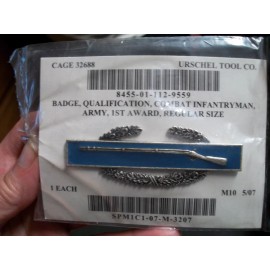 CAGE 32688 URSCHEL TOOL CO.
8455-01-112-9559
BADGE, QUALIFICATION, COMBAT INFANTRYMAN,
ARMY, 1ST AWARD, REGULAR SIZE
1 EACH M10 5/07
SPM1C1-07-M-3207